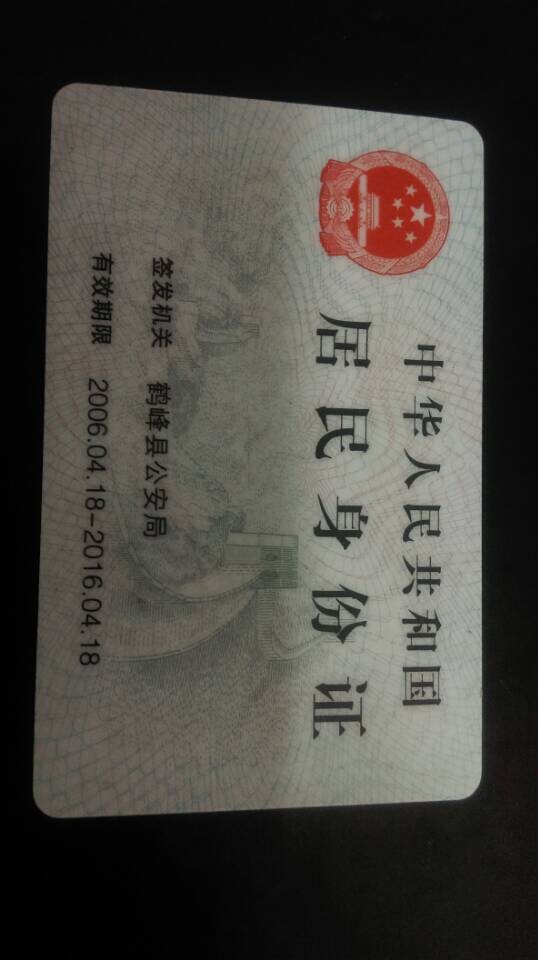 中华人民共和国
居民身份证
签发机关 鹤峰县公安局
有效期限 2006.04.18-2016.04.18